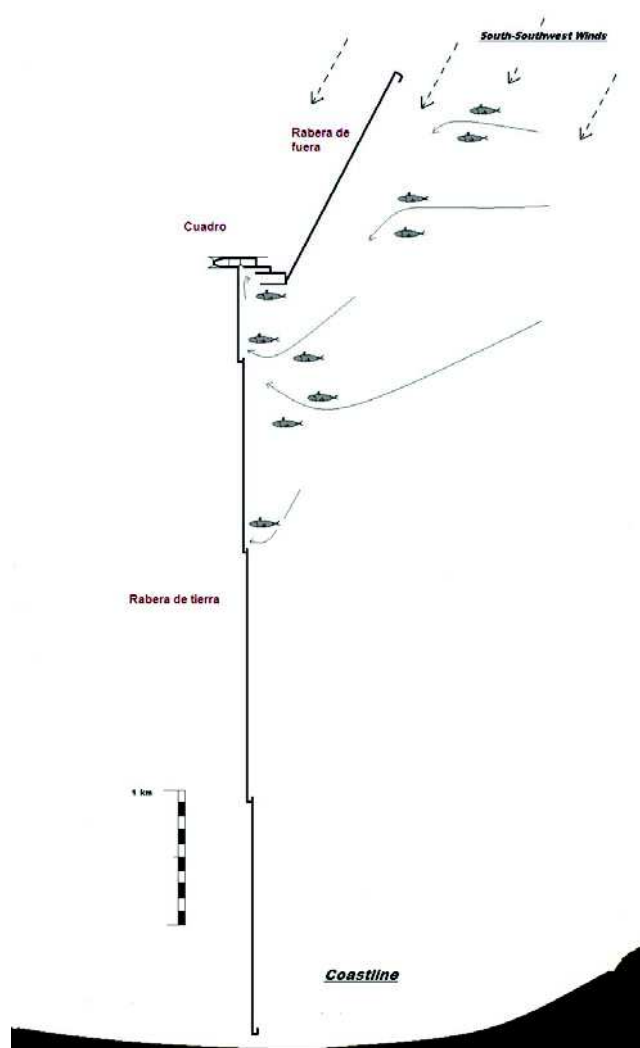 South-Southwest Winds
Rabera de
fuera
Cuadro
Rabera de tierra
1 km
Coastline